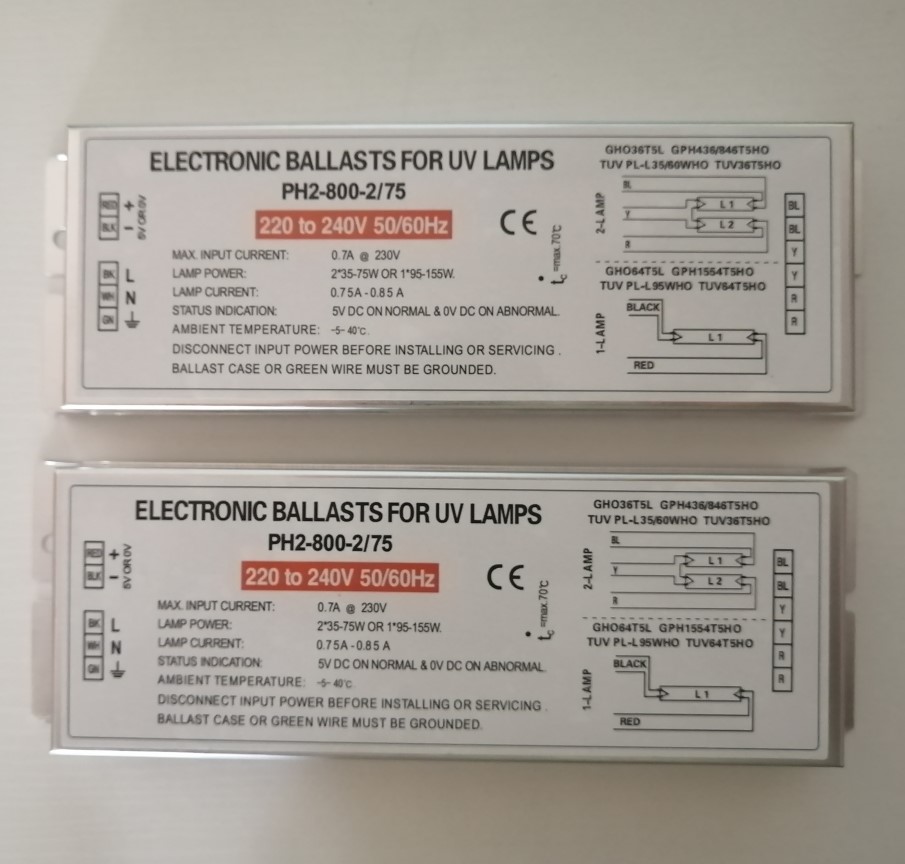 ELECTRONIC BALLASTS FOR UV LAMPS
PH2-800-2/75
220 to 240V 50/60Hz
CE
tc =max.70℃
RED +
BLK -
5V OR 0V
BK L
WH N
GN
MAX. INPUT CURRENT: 0.7A @ 230V
LAMP POWER: 2*35-75W OR 1*95-155W.
LAMP CURRENT: 0.75A-0.85A
STATUS INDICATION: 5V DC ON NORMAL & 0V DC ON ABNORMAL.
AMBIENT TEMPERATURE: -5- 40℃.
DISCONNECT INPUT POWER BEFORE INSTALLING OR SERVICING .
BALLAST CASE OR GREEN WIRE MUST BE GROUNDED.
GHO36T5L GPH436/846T5HO
TUV PL-L35/60WHO TUV36T5HO
2-LAMP
BL
Y
R
L1
L2
GHO64T5L GPH1554T5HO
TUV PL-L95WHO TUV64T5HO
1-LAMP
BLACK
L1
RED
BL
BL
Y
Y
R
R
ELECTRONIC BALLASTS FOR UV LAMPS
PH2-800-2/75
220 to 240V 50/60Hz
CE
tc =max.70℃
RED +
BLK -
5V OR 0V
BK L
WH N
GN
MAX. INPUT CURRENT: 0.7A @ 230V
LAMP POWER: 2*35-75W OR 1*95-155W.
LAMP CURRENT: 0.75A-0.85A
STATUS INDICATION: 5V DC ON NORMAL & 0V DC ON ABNORMAL.
AMBIENT TEMPERATURE: -5- 40℃.
DISCONNECT INPUT POWER BEFORE INSTALLING OR SERVICING .
BALLAST CASE OR GREEN WIRE MUST BE GROUNDED.
GHO36T5L GPH436/846T5HO
TUV PL-L35/60WHO TUV36T5HO
2-LAMP
BL
Y
R
L1
L2
GHO64T5L GPH1554T5HO
TUV PL-L95WHO TUV64T5HO
1-LAMP
BLACK
L1
RED
BL
BL
Y
Y
R
R